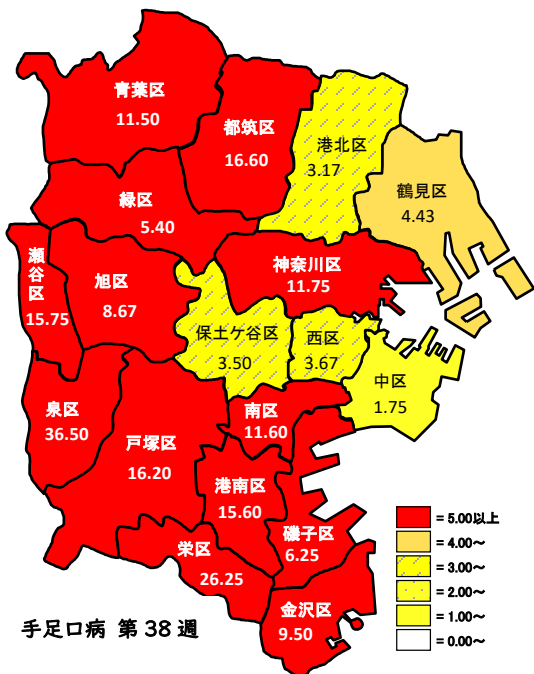 青葉区
11.50
都筑区
16.60
港北区
3.17
鶴見区
4.43
緑区
5.40
瀬谷区
15.75
旭区
8.67
神奈川区
11.75
保土ケ谷区
3.50
西区
3.67
中区
1.75
泉区
36.50
戸塚区
16.20
南区
11.60
港南区
15.60
磯子区
6.25
栄区
26.25
金沢区
9.50
= 5.00以上
= 4.00～
= 3.00～
= 2.00～
= 1.00～
= 0.00～
手足口病 第 38 週